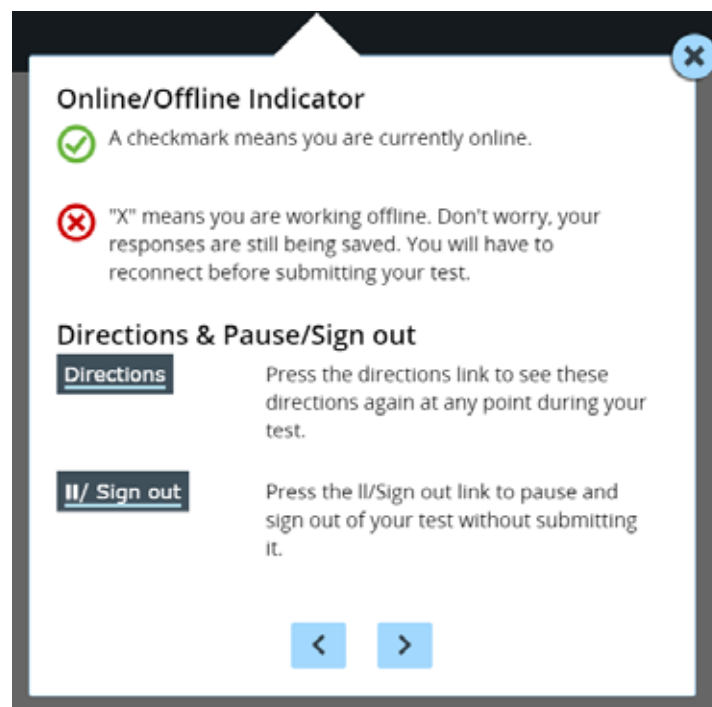 Online/Offline Indicator
A checkmark means you are currently online.
"X" means you are working offline. Don't worry, your
responses are still being saved. You will have to
reconnect before submitting your test.
Directions & Pause/Sign out
Directions
Press the directions link to see these
directions again at any point during your
test.
II/ Sign out
Press the ll/Sign out link to pause and
sign out of your test without submitting
it.